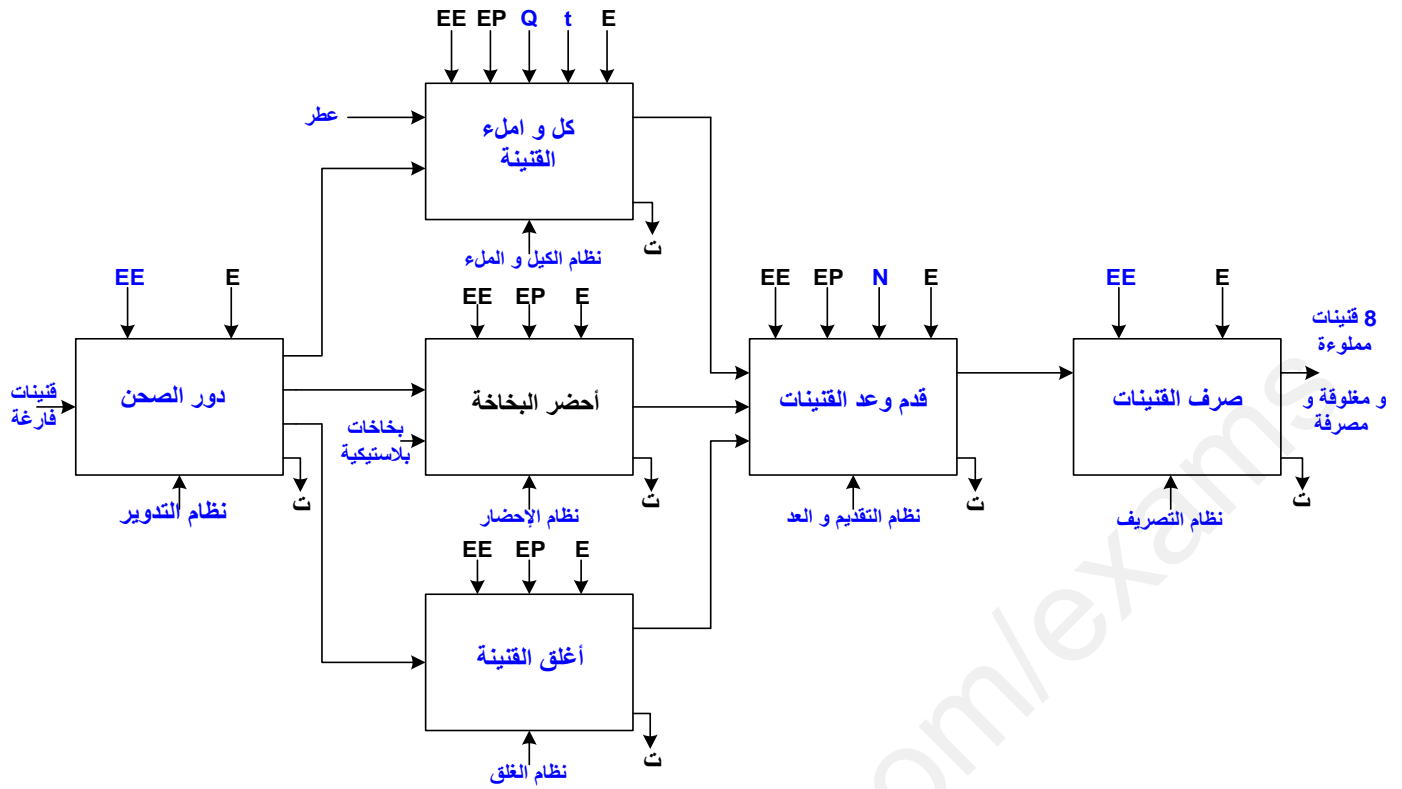 EE EP Q t E
عطر
كل و املء
القنينة
ت
نظام الكيل و الملء
EE E
قنينات
فارغة
دور الصحن
ت
نظام التدوير
EE EP E
أحضر البخاخة
بخاخات
بلاستيكية
ت
نظام الإحضار
EE EP E
أغلق القنينة
ت
نظام الغلق
EE EP N E
قدم وعد القنينات
ت
نظام التقديم و العد
EE E
صرف القنينات
ت
نظام التصريف
8 قنينات
مملوءة
و مغلوقة و
مصرفة
om/exams